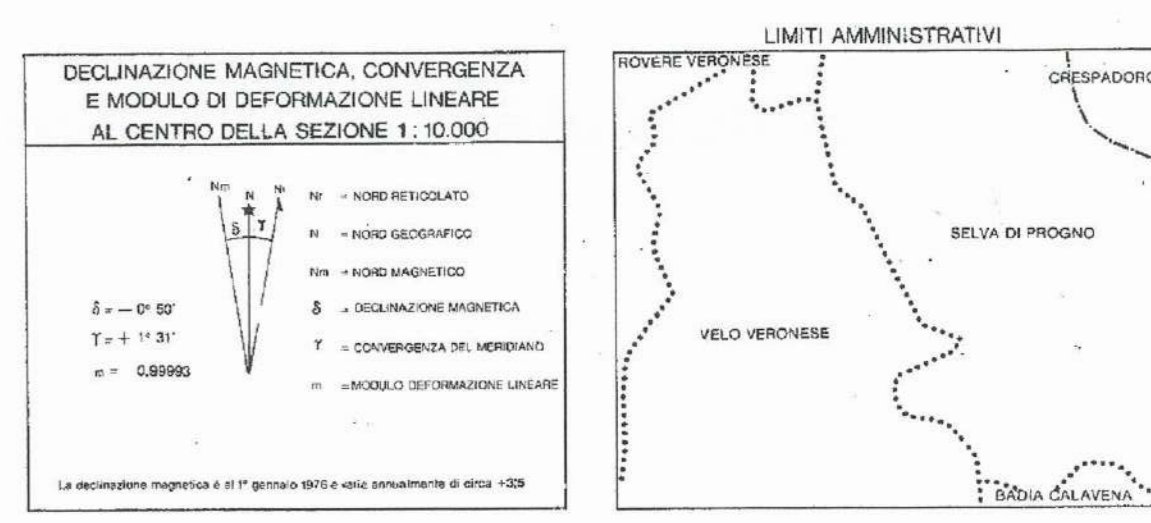 DECLINAZIONE MAGNETICA, CONVERGENZA
E MODULO DI DEFORMAZIONE LINEARE
AL CENTRO DELLA SEZIONE 1:10.000
Nm N Nr
δ ϒ
Nr = NORD RETICOLATO
N = NORD GEOGRAFICO
Nm = NORD MAGNETICO
δ = DECLINAZIONE MAGNETICA
ϒ = CONVERGENZA DEL MERIDIANO
m = MODULO DEFORMAZIONE LINEARE
δ = — 0° 50'
ϒ = + 1° 31'
m = 0.99993
La declinazione magnetica è al 1° gennaio 1976 e varia annualmente di circa +3'5
LIMITI AMMINISTRATIVI
ROVERE VERONESE
CRESPADORO
SELVA DI PROGNO
VELO VERONESE
BADIA CALAVENA